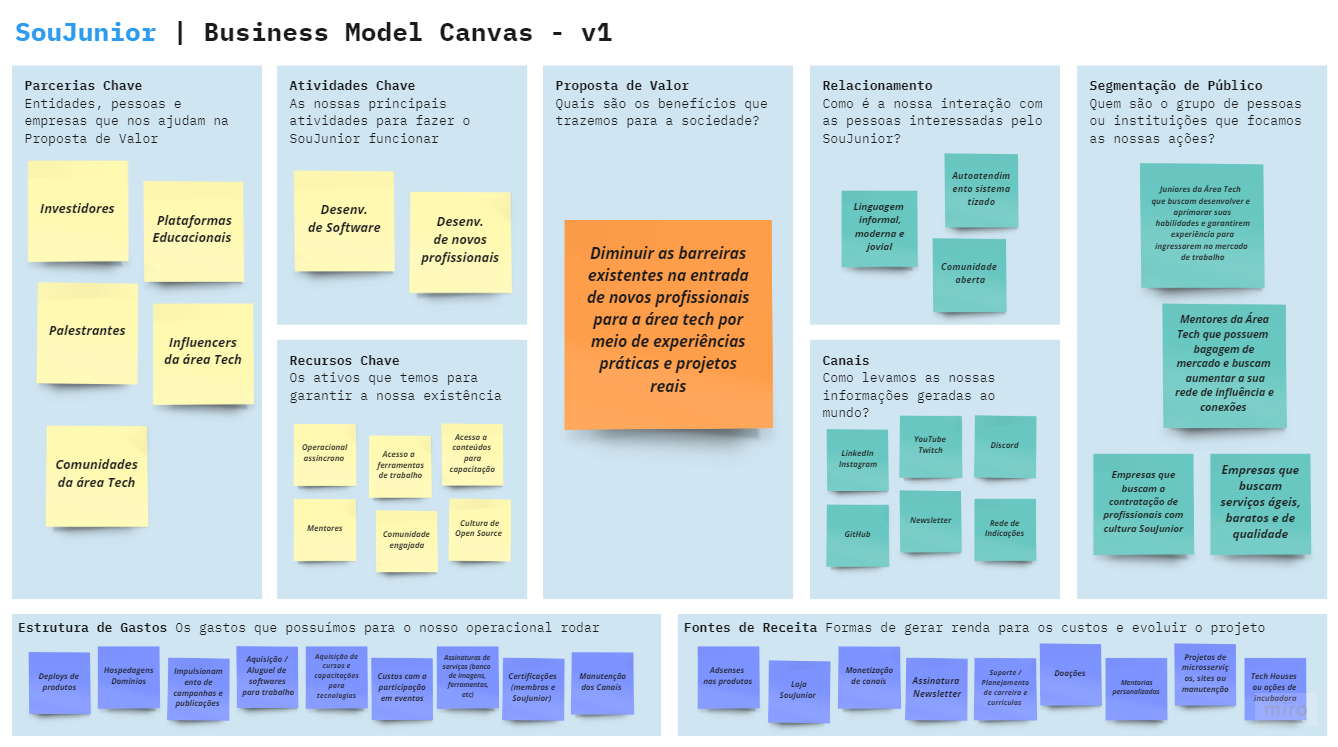 SouJunior | Business Model Canvas - v1
Parcerias Chave
Entidades, pessoas e
empresas que nos ajudam na
Proposta de Valor
Investidores
Plataformas
Educacionais
Palestrantes
Influencers
da área Tech
Comunidades
da área Tech
Atividades Chave
As nossas principais
atividades para fazer o
SouJunior funcionar
Desenv.
de Software
Desenv.
de novos
profissionais
Recursos Chave
Os ativos que temos para
garantir a nossa existência
Operacional
assíncrono
Acesso a
ferramentas
de trabalho
Acesso a
conteúdos
para
capacitação
Mentores
Comunidade
engajada
Cultura de
Open Source
Proposta de Valor
Quais são os benefícios que
trazemos para a sociedade?
Diminuir as barreiras
existentes na entrada
de novos profissionais
para a área tech por
meio de experiências
práticas e projetos
reais
Relacionamento
Como é a nossa interação com
as pessoas interessadas pelo
SouJunior?
Linguagem
informal,
moderna e
jovial
Autoatendim
ento sistema
tizado
Comunidade
aberta
Canais
Como levamos as nossas
informações geradas ao
mundo?
LinkedIn
Instagram
YouTube
Twitch
Discord
GitHub
Newsletter
Rede de
Indicações
Segmentação de Público
Quem são o grupo de pessoas
ou instituições que focamos
as nossas ações?
Juniores da Área Tech
que buscam desenvolver e
aprimorar suas
habilidades e garantirem
experiência para
ingressarem no mercado
de trabalho
Mentores da Área
Tech que possuem
bagagem de
mercado e buscam
aumentar a sua
rede de influência e
conexões
Empresas que
buscam a
contratação de
profissionais com
cultura SouJunior
Empresas que
buscam
serviços ágeis,
baratos e de
qualidade
Estrutura de Gastos Os gastos que possuímos para o nosso operacional rodar
Deploys de
produtos
Hospedagens
Domínios
Impulsionam
ento de
campanhas e
publicações
Aquisição /
Aluguel de
softwares
para trabalho
Aquisição de
cursos e
capacitações
para
tecnologias
Custos com a
participação
em eventos
Assinaturas de
serviços (banco
de imagens,
ferramentas,
etc)
Certificações
(membros e
SouJunior)
Manutenção
dos Canais
Fontes de Receita Formas de gerar renda para os custos e evoluir o projeto
Adsenses
nos produtos
Loja
SouJunior
Monetização
de canais
Assinatura
Newsletter
Suporte /
Planejamento
de carreira e
currículos
Doações
Mentorias
personalizadas
Projetos de
microsserviç
os, sites ou
manutenção
Tech Houses
ou ações de
incubadora
miro